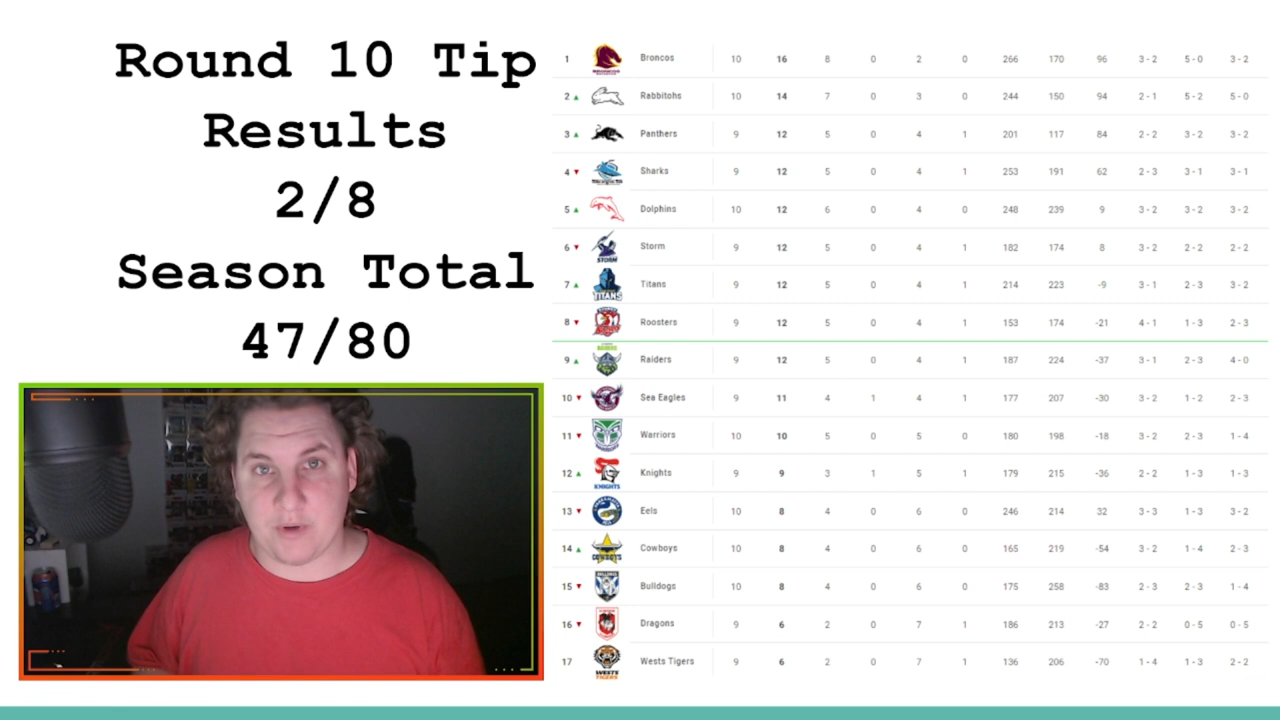 Round 10 Tip
Results
2/8
Season Total
47/80
1 Broncos 10 16 8 0 2 0 266 170 96 3 - 2 5 - 0 3 - 2
2 Rabbitohs 10 14 7 0 3 0 244 150 94 2 - 1 5 - 2 5 - 0
3 Panthers 9 12 5 0 4 1 201 117 84 2 - 2 3 - 2 3 - 2
4 Sharks 9 12 5 0 4 1 253 191 62 2 - 3 3 - 1 3 - 1
5 Dolphins 10 12 6 0 4 0 248 239 9 3 - 2 3 - 2 3 - 2
6 STORM Storm 9 12 5 0 4 1 182 174 8 3 - 2 2 - 2 2 - 2
7 TITANS Titans 9 12 5 0 4 1 214 223 -9 3 - 1 2 - 3 3 - 2
8 Roosters 9 12 5 0 4 1 153 174 -21 4 - 1 1 - 3 2 - 3
9 Raiders 9 12 5 0 4 1 187 224 -37 3 - 1 2 - 3 4 - 0
10 Sea Eagles 9 11 4 1 4 1 177 207 -30 3 - 2 1 - 2 2 - 3
11 Warriors 10 10 5 0 5 0 180 198 -18 3 - 2 2 - 3 1 - 4
12 KNIGHTS Knights 9 9 3 1 5 1 179 215 -36 2 - 2 1 - 3 1 - 3
13 Eels 10 8 4 0 6 0 246 214 32 3 - 3 1 - 3 3 - 2
14 COWBOYS Cowboys 10 8 4 0 6 0 165 219 -54 3 - 2 1 - 4 2 - 3
15 Bulldogs 10 8 4 0 6 0 175 258 -83 2 - 3 2 - 3 1 - 4
16 Dragons 9 6 2 0 7 1 186 213 -27 2 - 2 0 - 5 0 - 5
17 WESTS TIGERS Wests Tigers 9 6 2 0 7 136 206 -70 1 - 4 1 - 3 2 - 2